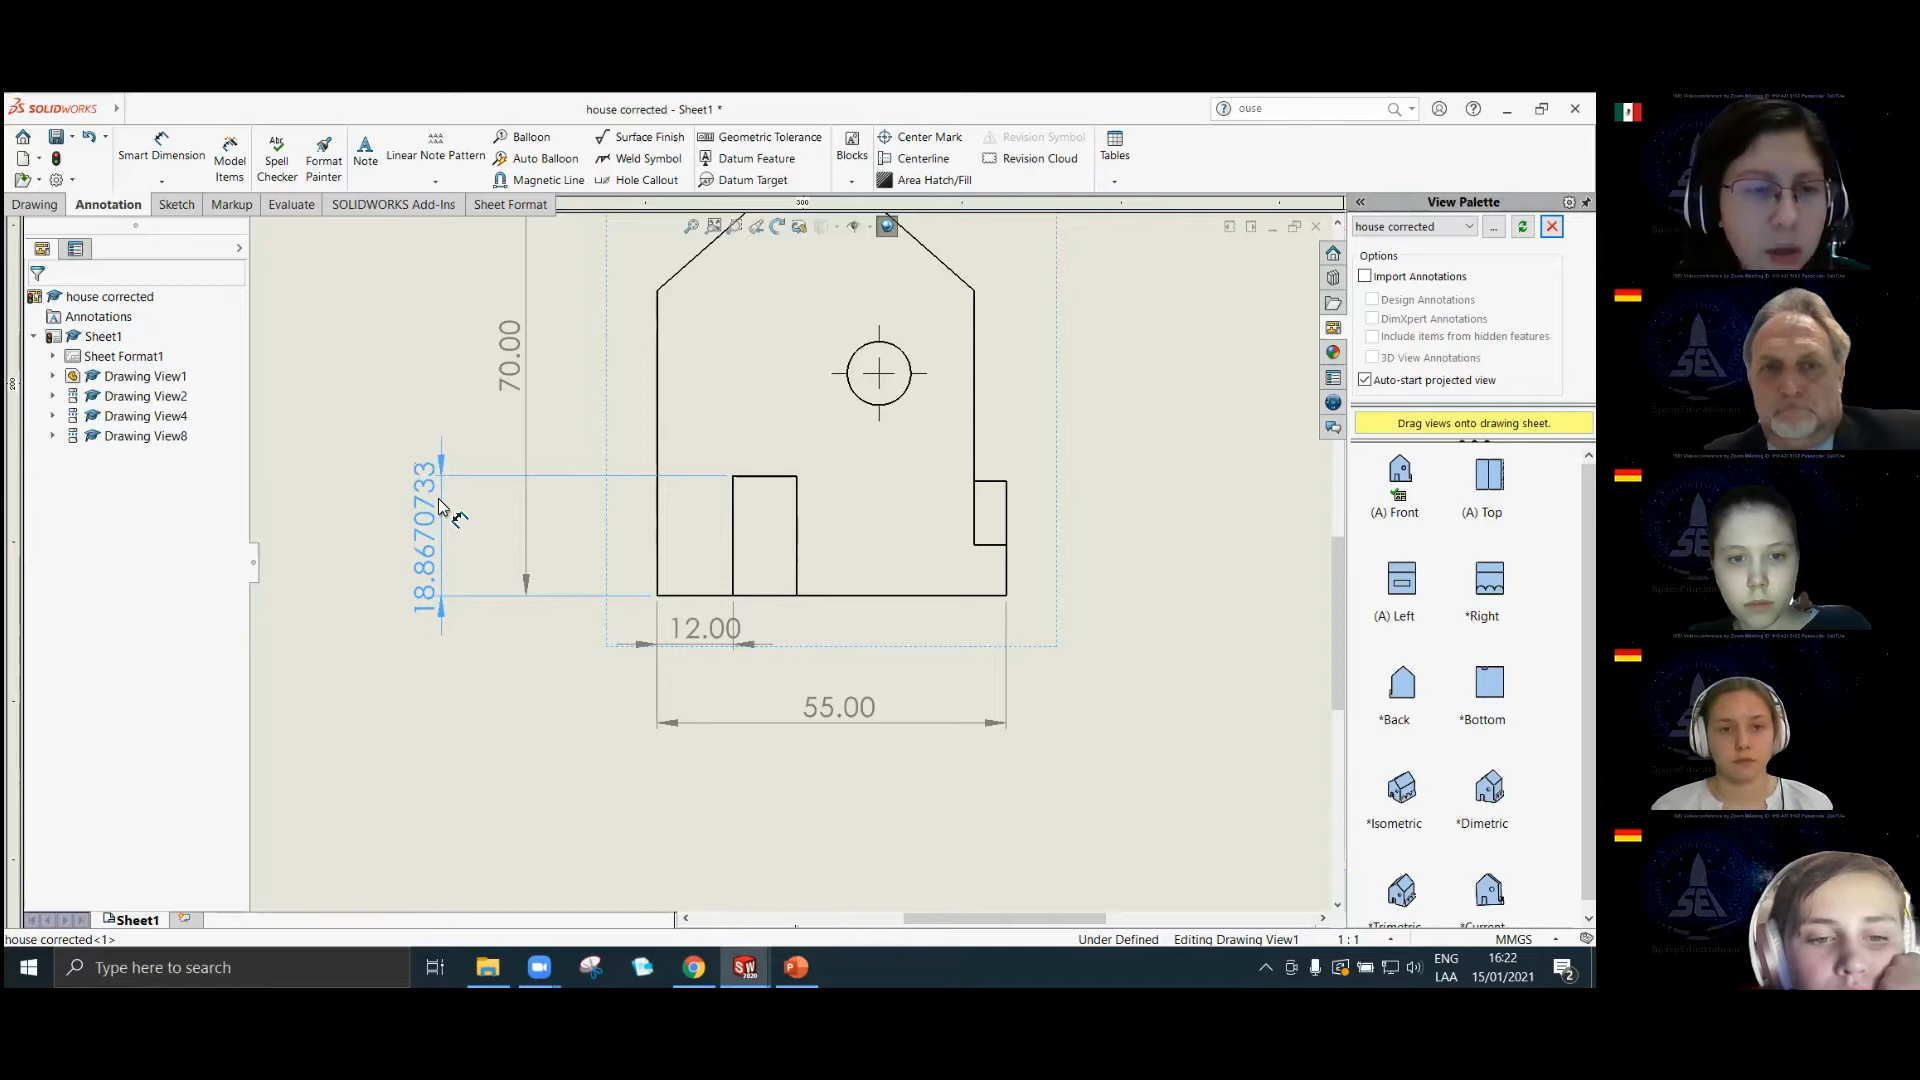 SOLIDWORKS
house corrected - Sheet1 *
ouse
Smart Dimension
Model Items
Spell Checker
Format Painter
Note
Linear Note Pattern
Balloon
Auto Balloon
Magnetic Line
Surface Finish
Weld Symbol
Hole Callout
Geometric Tolerance
Datum Feature
Datum Target
Blocks
Center Mark
Centerline
Area Hatch/Fill
Revision Symbol
Revision Cloud
Tables
Drawing
Annotation
Sketch
Markup
Evaluate
SOLIDWORKS Add-Ins
Sheet Format
300
200
house corrected
Annotations
Sheet1
Sheet Format1
Drawing View1
Drawing View2
Drawing View4
Drawing View8
70.00
18.8670733
12.00
55.00
View Palette
house corrected
...
Options
Import Annotations
Design Annotations
DimXpert Annotations
Include items from hidden features
3D View Annotations
Auto-start projected view
Drag views onto drawing sheet.
(A) Front
(A) Top
(A) Left
*Right
*Back
*Bottom
*Isometric
*Dimetric
*Trimetric
*Current
Sheet1
house corrected<1>
Under Defined
Editing Drawing View1
1 : 1
MMGS
Type here to search
SW
2020
ENG
LAA
16:22
15/01/2021
2